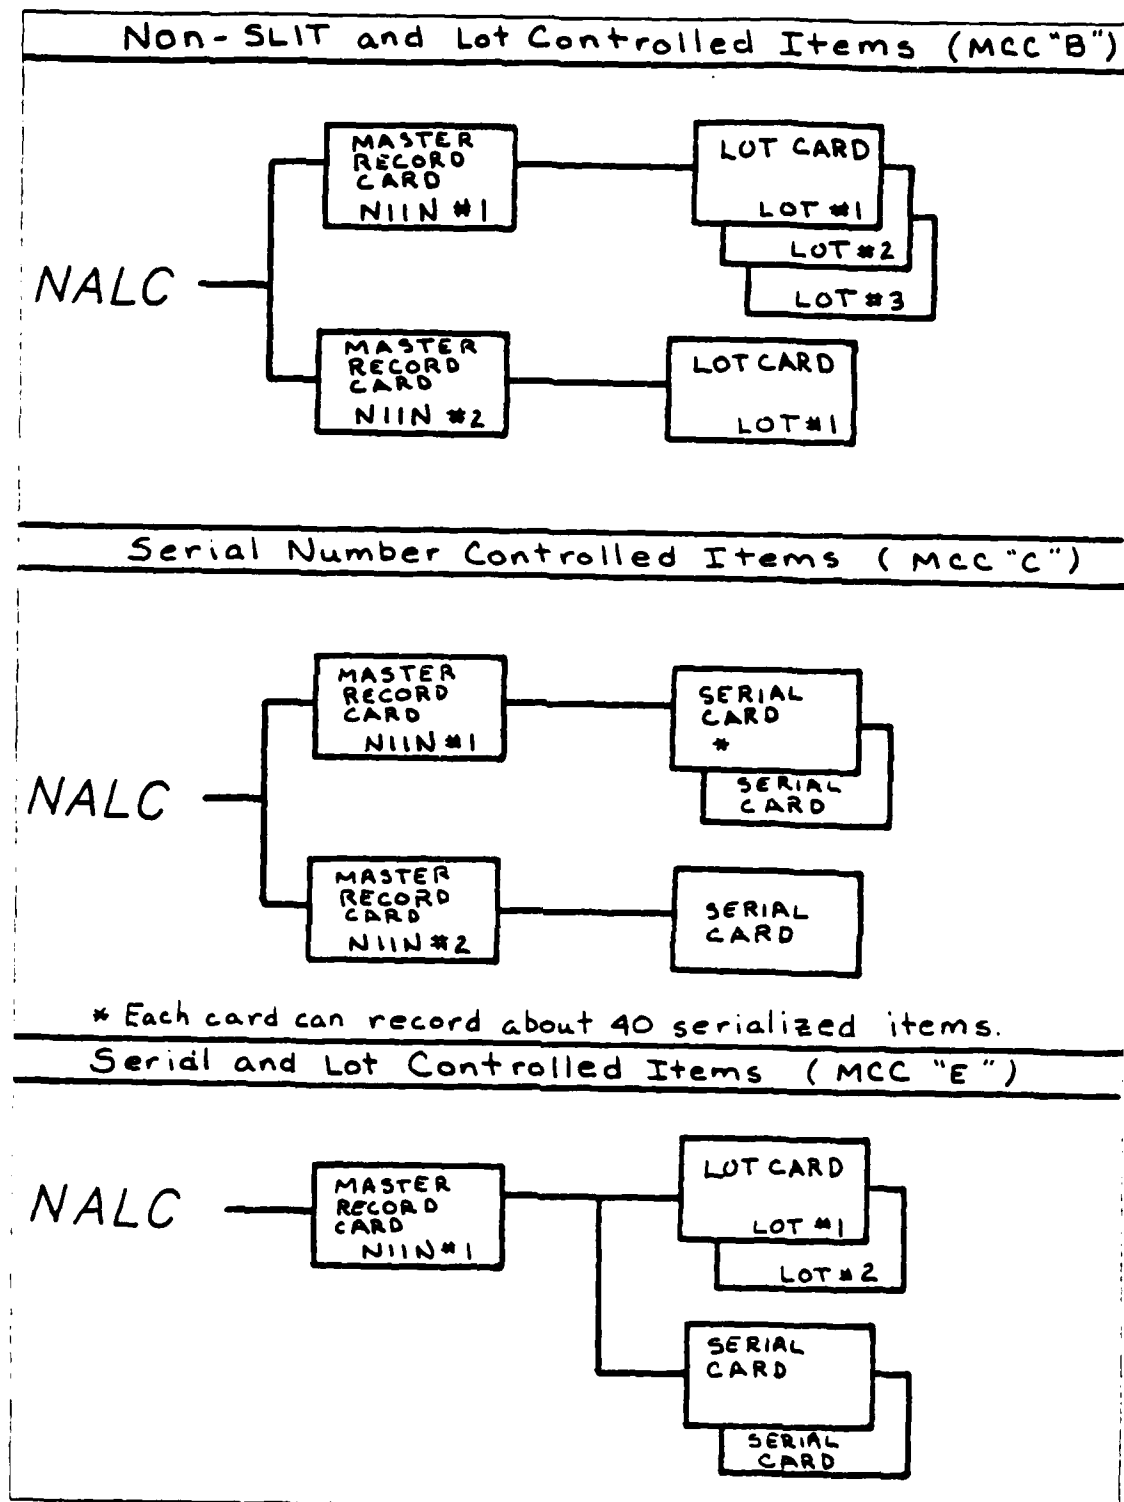 Non-SLIT and Lot Controlled Items (MCC "B")
MASTER
RECORD
CARD
NIIN #1
LOT CARD
LOT #1
LOT #2
LOT #3
NALC
MASTER
RECORD
CARD
NIIN #2
LOT CARD
LOT #1
Serial Number Controlled Items (MCC "C")
MASTER
RECORD
CARD
NIIN #1
SERIAL
CARD
*
SERIAL
CARD
NALC
MASTER
RECORD
CARD
NIIN #2
SERIAL
CARD
* Each card can record about 40 serialized items.
Serial and Lot Controlled Items (MCC "E")
NALC
MASTER
RECORD
CARD
NIIN #1
LOT CARD
LOT #1
LOT #2
SERIAL
CARD
SERIAL
CARD